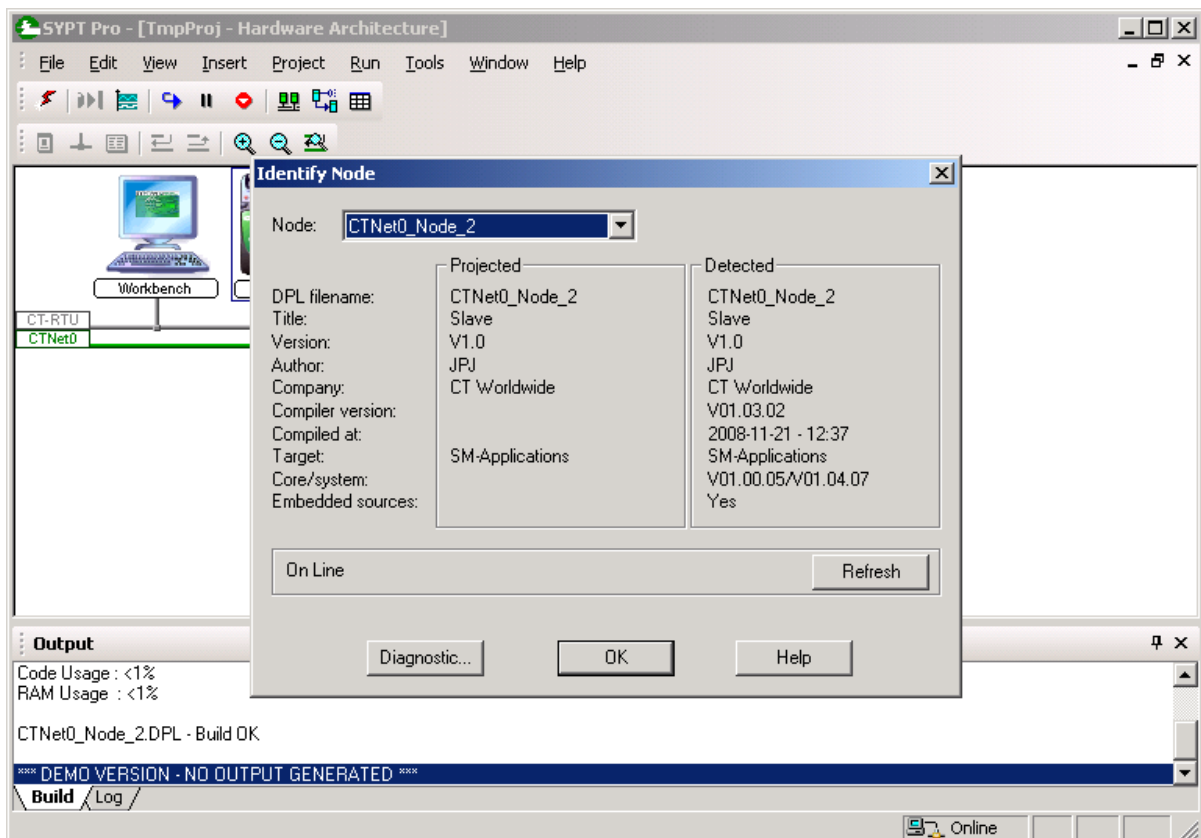 SYPT Pro - [TmpProj - Hardware Architecture]
File Edit View Insert Project Run Tools Window Help
Identify Node
Node: CTNet0_Node_2
Projected Detected
DPL filename: CTNet0_Node_2 CTNet0_Node_2
Title: Slave Slave
Version: V1.0 V1.0
Author: JPJ JPJ
Company: CT Worldwide CT Worldwide
Compiler version: V01.03.02
Compiled at: 2008-11-21 - 12:37
Target: SM-Applications SM-Applications
Core/system: V01.00.05/V01.04.07
Embedded sources: Yes
On Line Refresh
Diagnostic... OK Help
Workbench
CT-RTU
CTNet0
Output
Code Usage : <1%
RAM Usage : <1%
CTNet0_Node_2.DPL - Build OK
*** DEMO VERSION - NO OUTPUT GENERATED ***
Build Log
Online